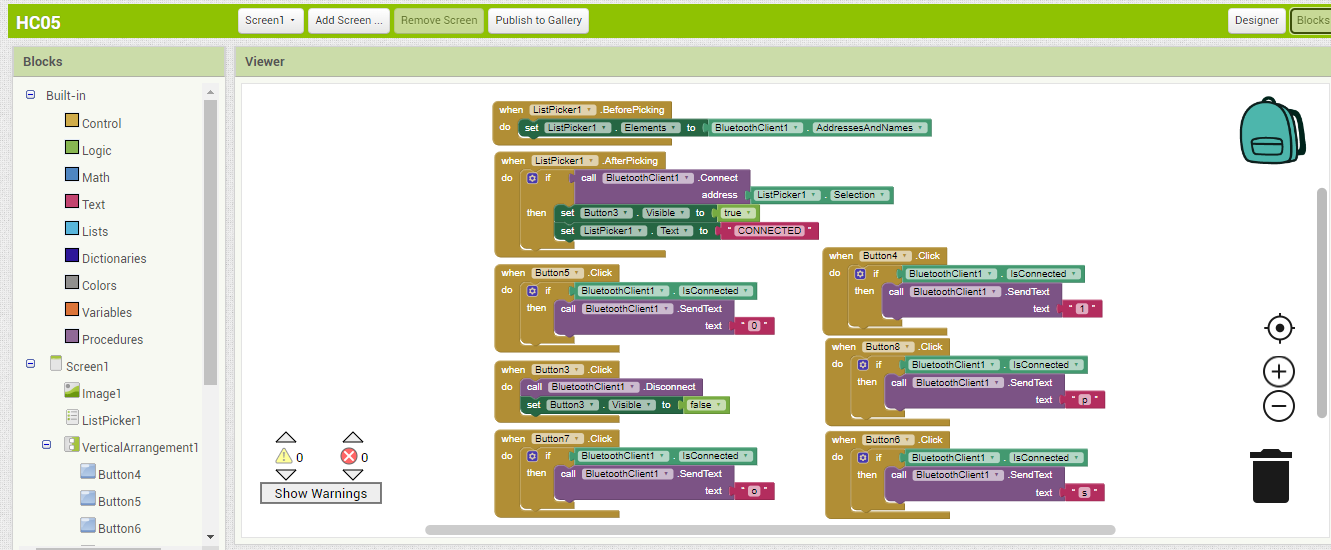 HC05
Screen1
Add Screen ...
Remove Screen
Publish to Gallery
Designer
Blocks
Blocks
Viewer
Built-in
Control
Logic
Math
Text
Lists
Dictionaries
Colors
Variables
Procedures
Screen1
Image1
ListPicker1
VerticalArrangement1
Button4
Button5
Button6
when ListPicker1 .BeforePicking
do set ListPicker1 . Elements to BluetoothClient1 . AddressesAndNames
when ListPicker1 .AfterPicking
do if call BluetoothClient1 .Connect
address ListPicker1 . Selection
then set Button3 . Visible to true
set ListPicker1 . Text to " CONNECTED "
when Button5 .Click
do if BluetoothClient1 . IsConnected
then call BluetoothClient1 .SendText
text " 0 "
when Button3 .Click
do call BluetoothClient1 .Disconnect
set Button3 . Visible to false
when Button7 .Click
do if BluetoothClient1 . IsConnected
then call BluetoothClient1 .SendText
text " o "
when Button4 .Click
do if BluetoothClient1 . IsConnected
then call BluetoothClient1 .SendText
text " 1 "
when Button8 .Click
do if BluetoothClient1 . IsConnected
then call BluetoothClient1 .SendText
text " p "
when Button6 .Click
do if BluetoothClient1 . IsConnected
then call BluetoothClient1 .SendText
text " s "
0 0
Show Warnings